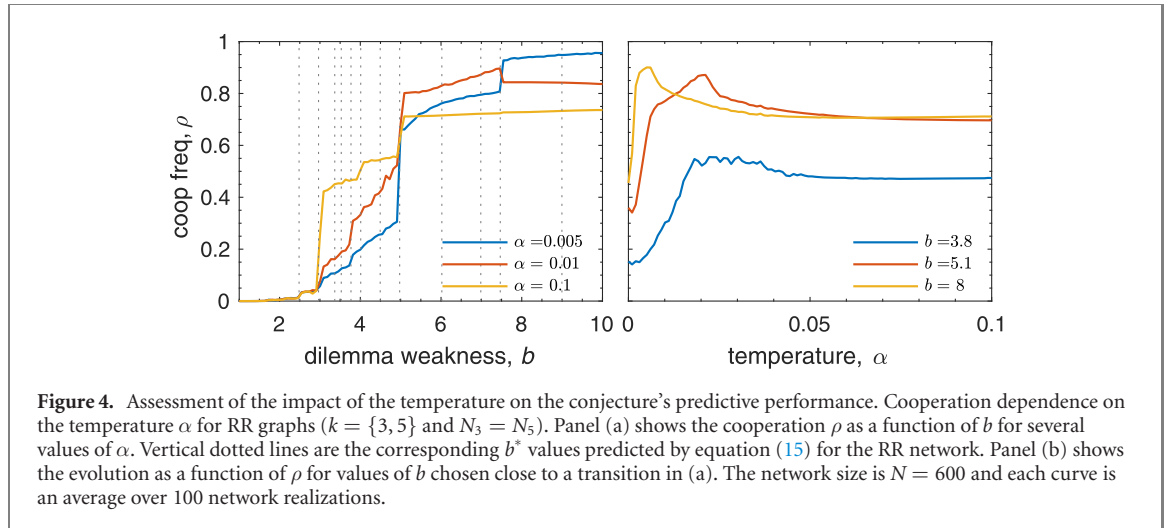 1
0.8
0.6
0.4
0.2
0
coop freq, ρ
α =0.005
α = 0.01
α = 0.1
2 4 6 8 10
dilemma weakness, b
b =3.8
b =5.1
b = 8
0 0.05 0.1
temperature, α
Figure 4. Assessment of the impact of the temperature on the conjecture's predictive performance. Cooperation dependence on
the temperature α for RR graphs (k = {3, 5} and N₃ = N₅). Panel (a) shows the cooperation ρ as a function of b for several
values of α. Vertical dotted lines are the corresponding b* values predicted by equation (15) for the RR network. Panel (b) shows
the evolution as a function of ρ for values of b chosen close to a transition in (a). The network size is N = 600 and each curve is
an average over 100 network realizations.